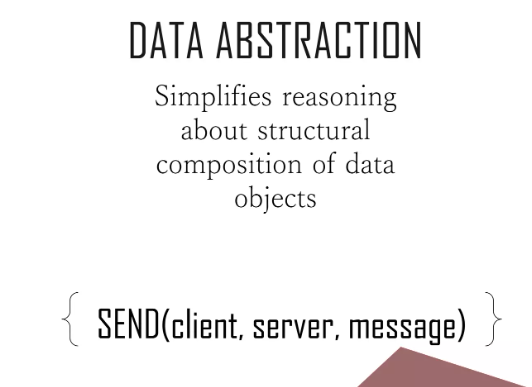 DATA ABSTRACTION
Simplifies reasoning
about structural
composition of data
objects
{ SEND(client, server, message) }